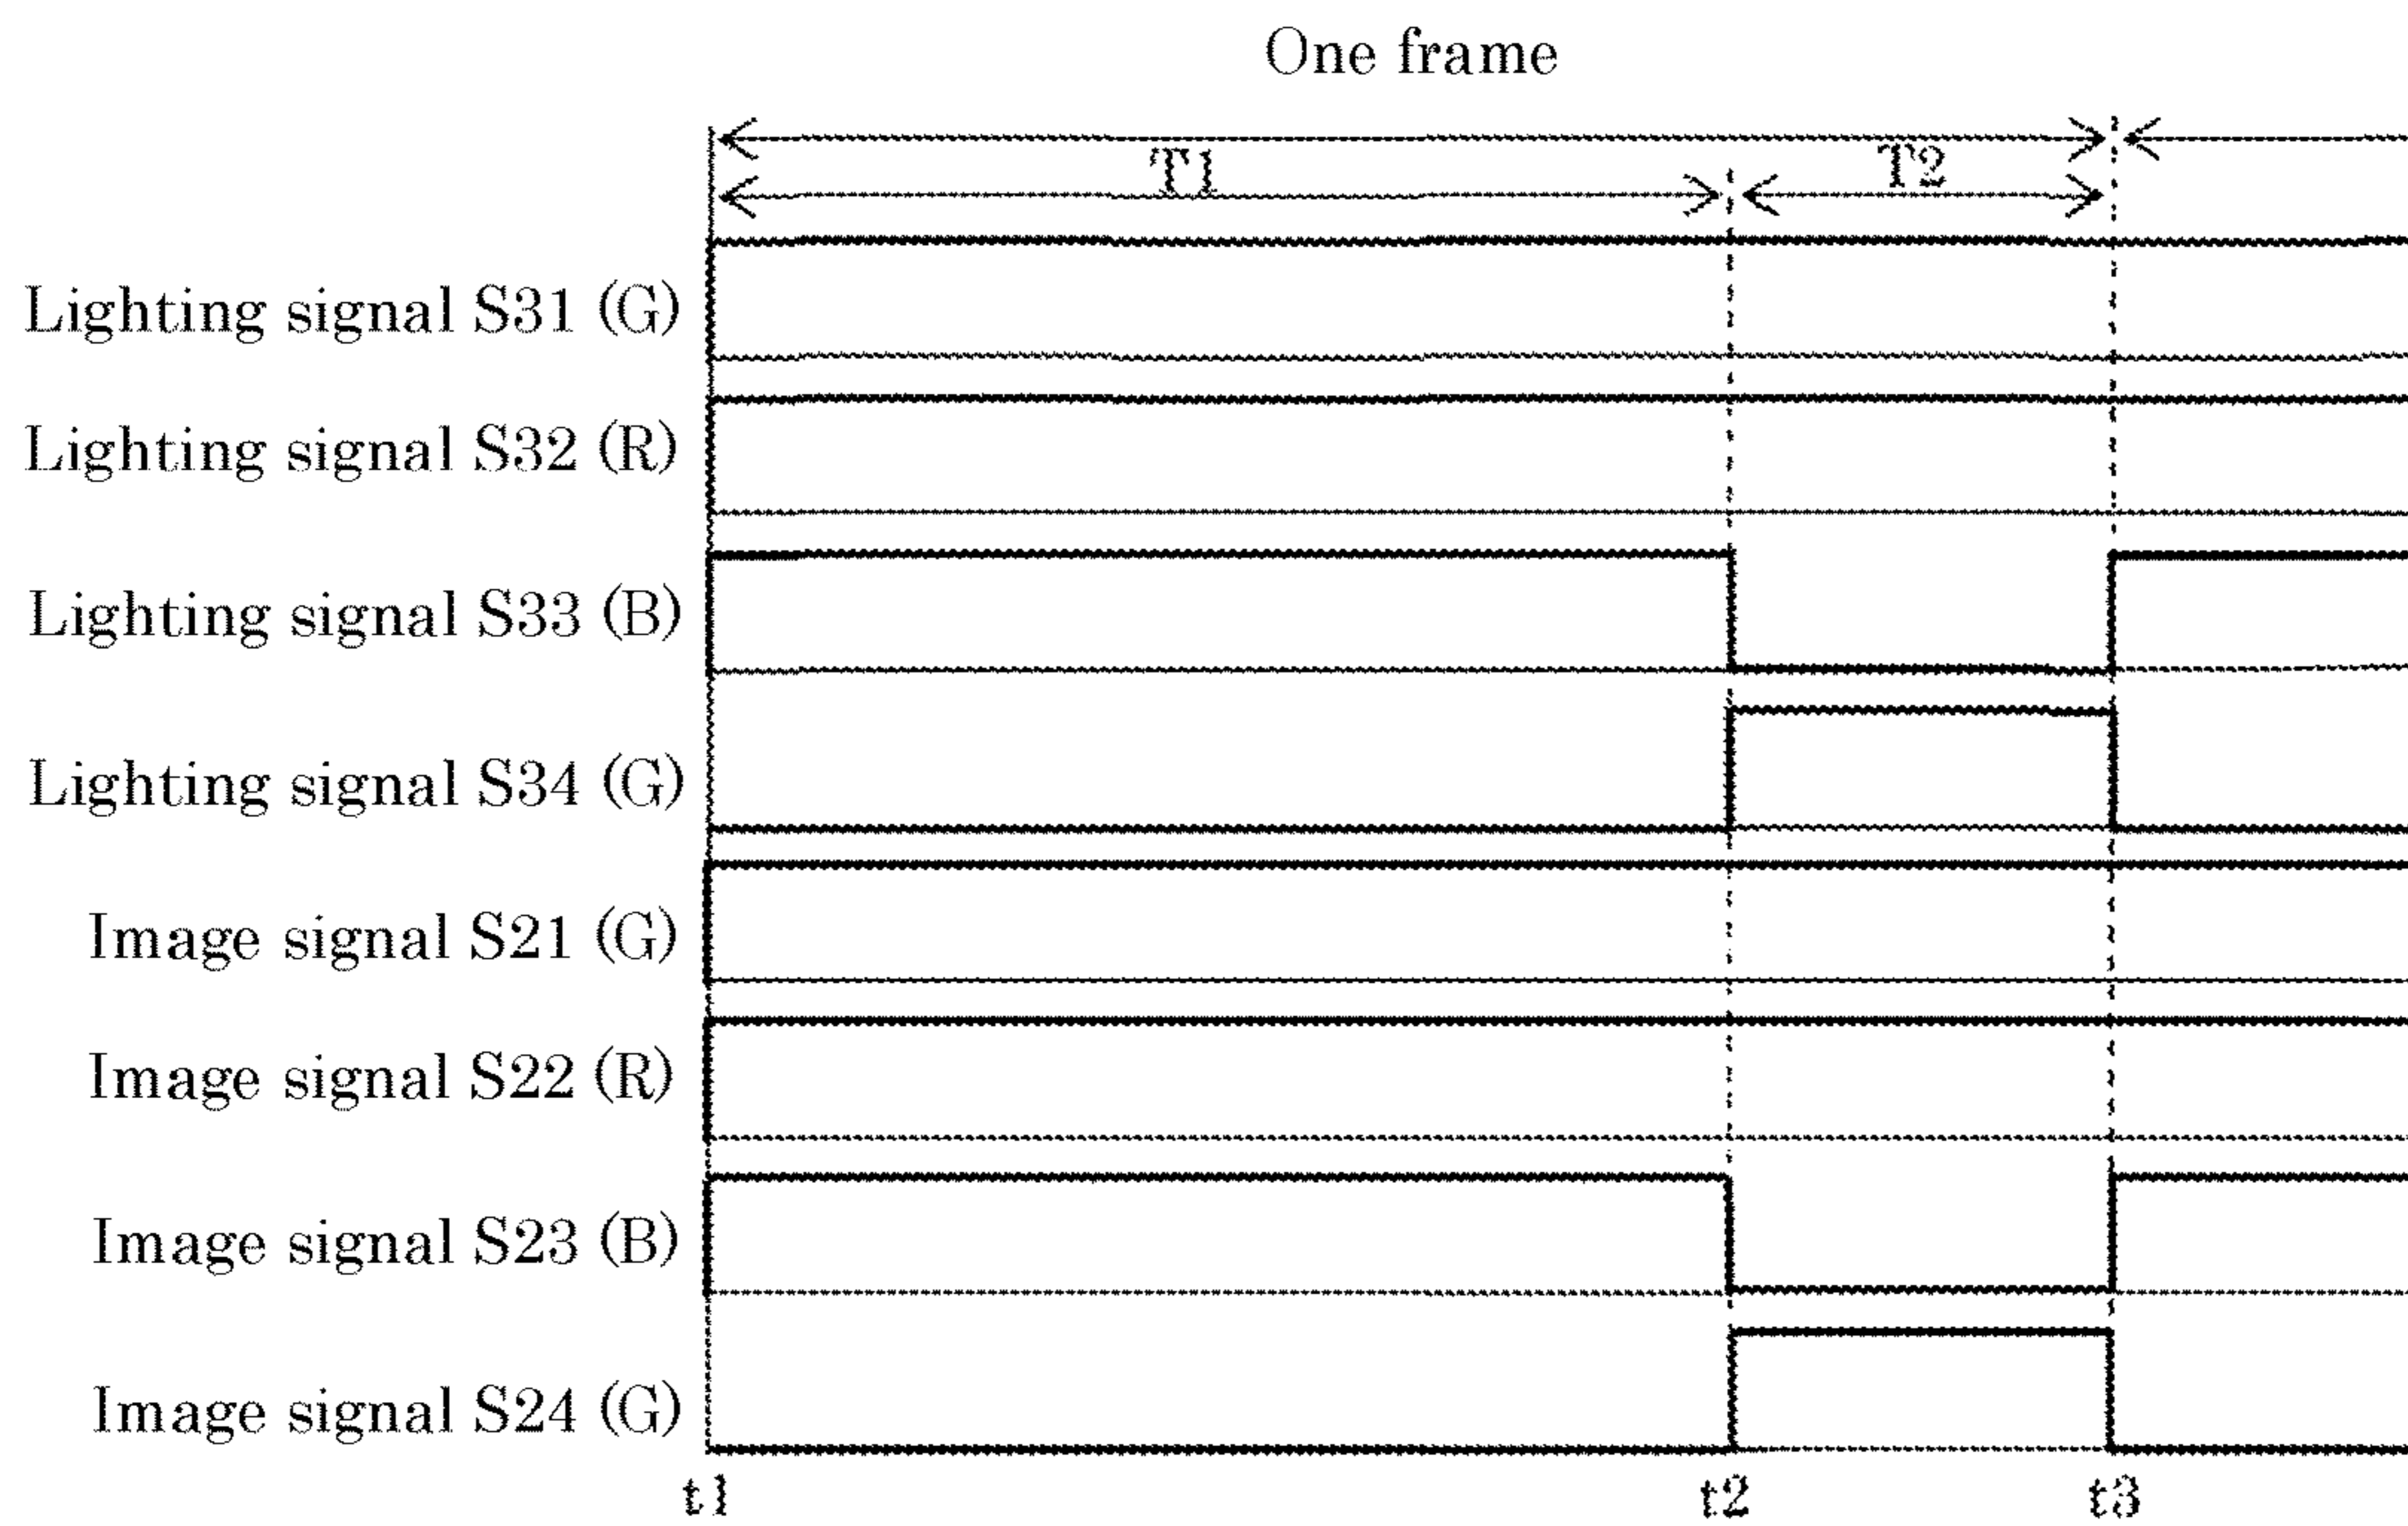 One frame
T1 T2
Lighting signal S31 (G)
Lighting signal S32 (R)
Lighting signal S33 (B)
Lighting signal S34 (G)
Image signal S21 (G)
Image signal S22 (R)
Image signal S23 (B)
Image signal S24 (G)
t1 t2 t3